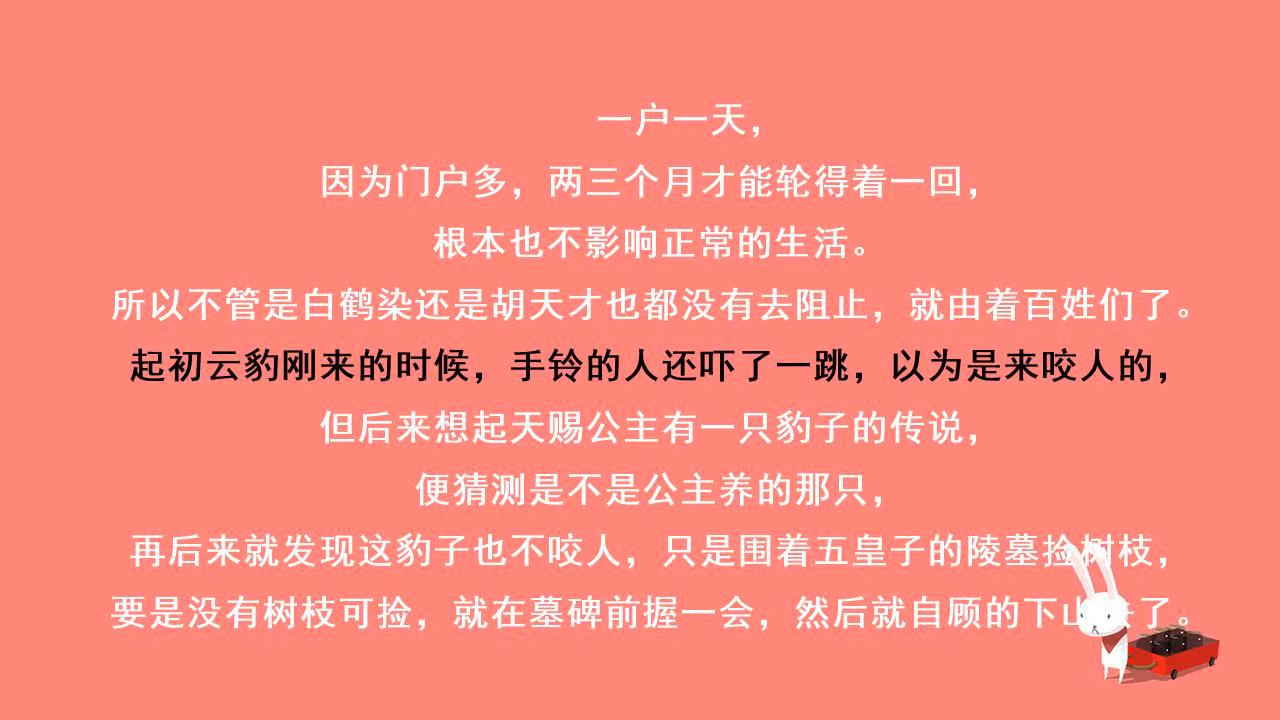 一户一天，
因为门户多，两三个月才能轮得着一回，
根本也不影响正常的生活。
所以不管是白鹤染还是胡天才也都没有去阻止，就由着百姓们了。
起初云豹刚来的时候，手铃的人还吓了一跳，以为是来咬人的，
但后来想起天赐公主有一只豹子的传说，
便猜测是不是公主养的那只，
再后来就发现这豹子也不咬人，只是围着五皇子的陵墓捡树枝，
要是没有树枝可捡，就在墓碑前握一会，然后就自顾的下山去了。